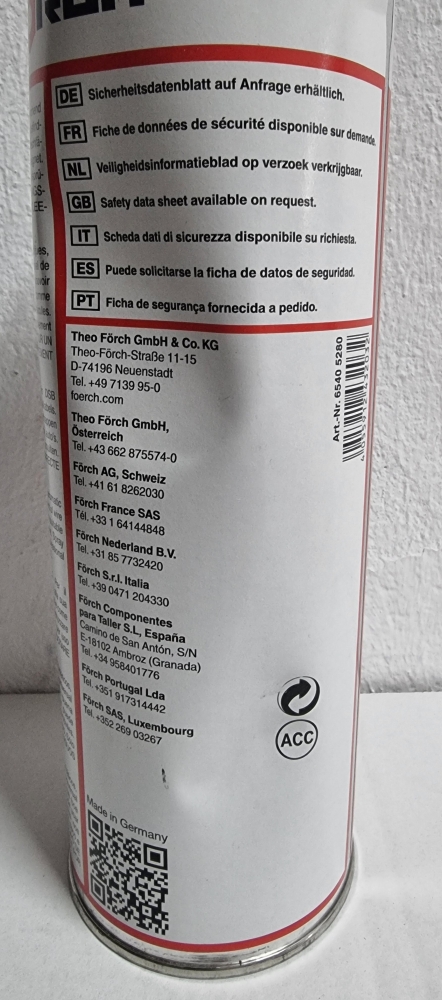 DE Sicherheitsdatenblatt auf Anfrage erhältlich.
FR Fiche de données de sécurité disponible sur demande.
NL Veiligheidsinformatieblad op verzoek verkrijgbaar.
GB Safety data sheet available on request.
IT Scheda dati di sicurezza disponibile su richiesta.
ES Puede solicitarse la ficha de datos de seguridad.
PT Ficha de segurança fornecida a pedido.
Theo Förch GmbH & Co. KG
Theo-Förch-Straße 11-15
D-74196 Neuenstadt
Tel. +49 7139 95-0
foerch.com
Theo Förch GmbH,
Österreich
Tel. +43 662 875574-0
Förch AG, Schweiz
Tel. +41 61 8262030
Förch France SAS
Tél. +33 1 64144848
Förch Nederland B.V.
Tel. +31 85 7732420
Förch S.r.l. Italia
Tel. +39 0471 204330
Förch Componentes
para Taller S.L, España
Camino de San Antón, S/N
E-18102 Ambroz (Granada)
Tel. +34 958401776
Förch Portugal Lda
Tel. +351 917314442
Förch SAS, Luxembourg
Tel. +352 269 03267
Art.-Nr. 6540 5280
ACC
Made in Germany